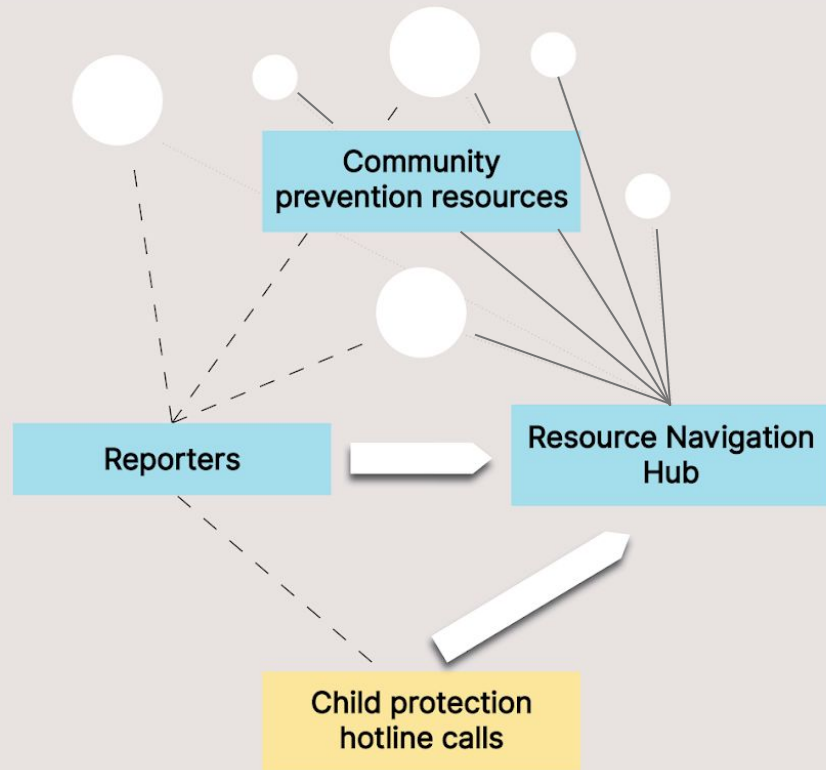 Community
prevention resources
Reporters
Resource Navigation
Hub
Child protection
hotline calls